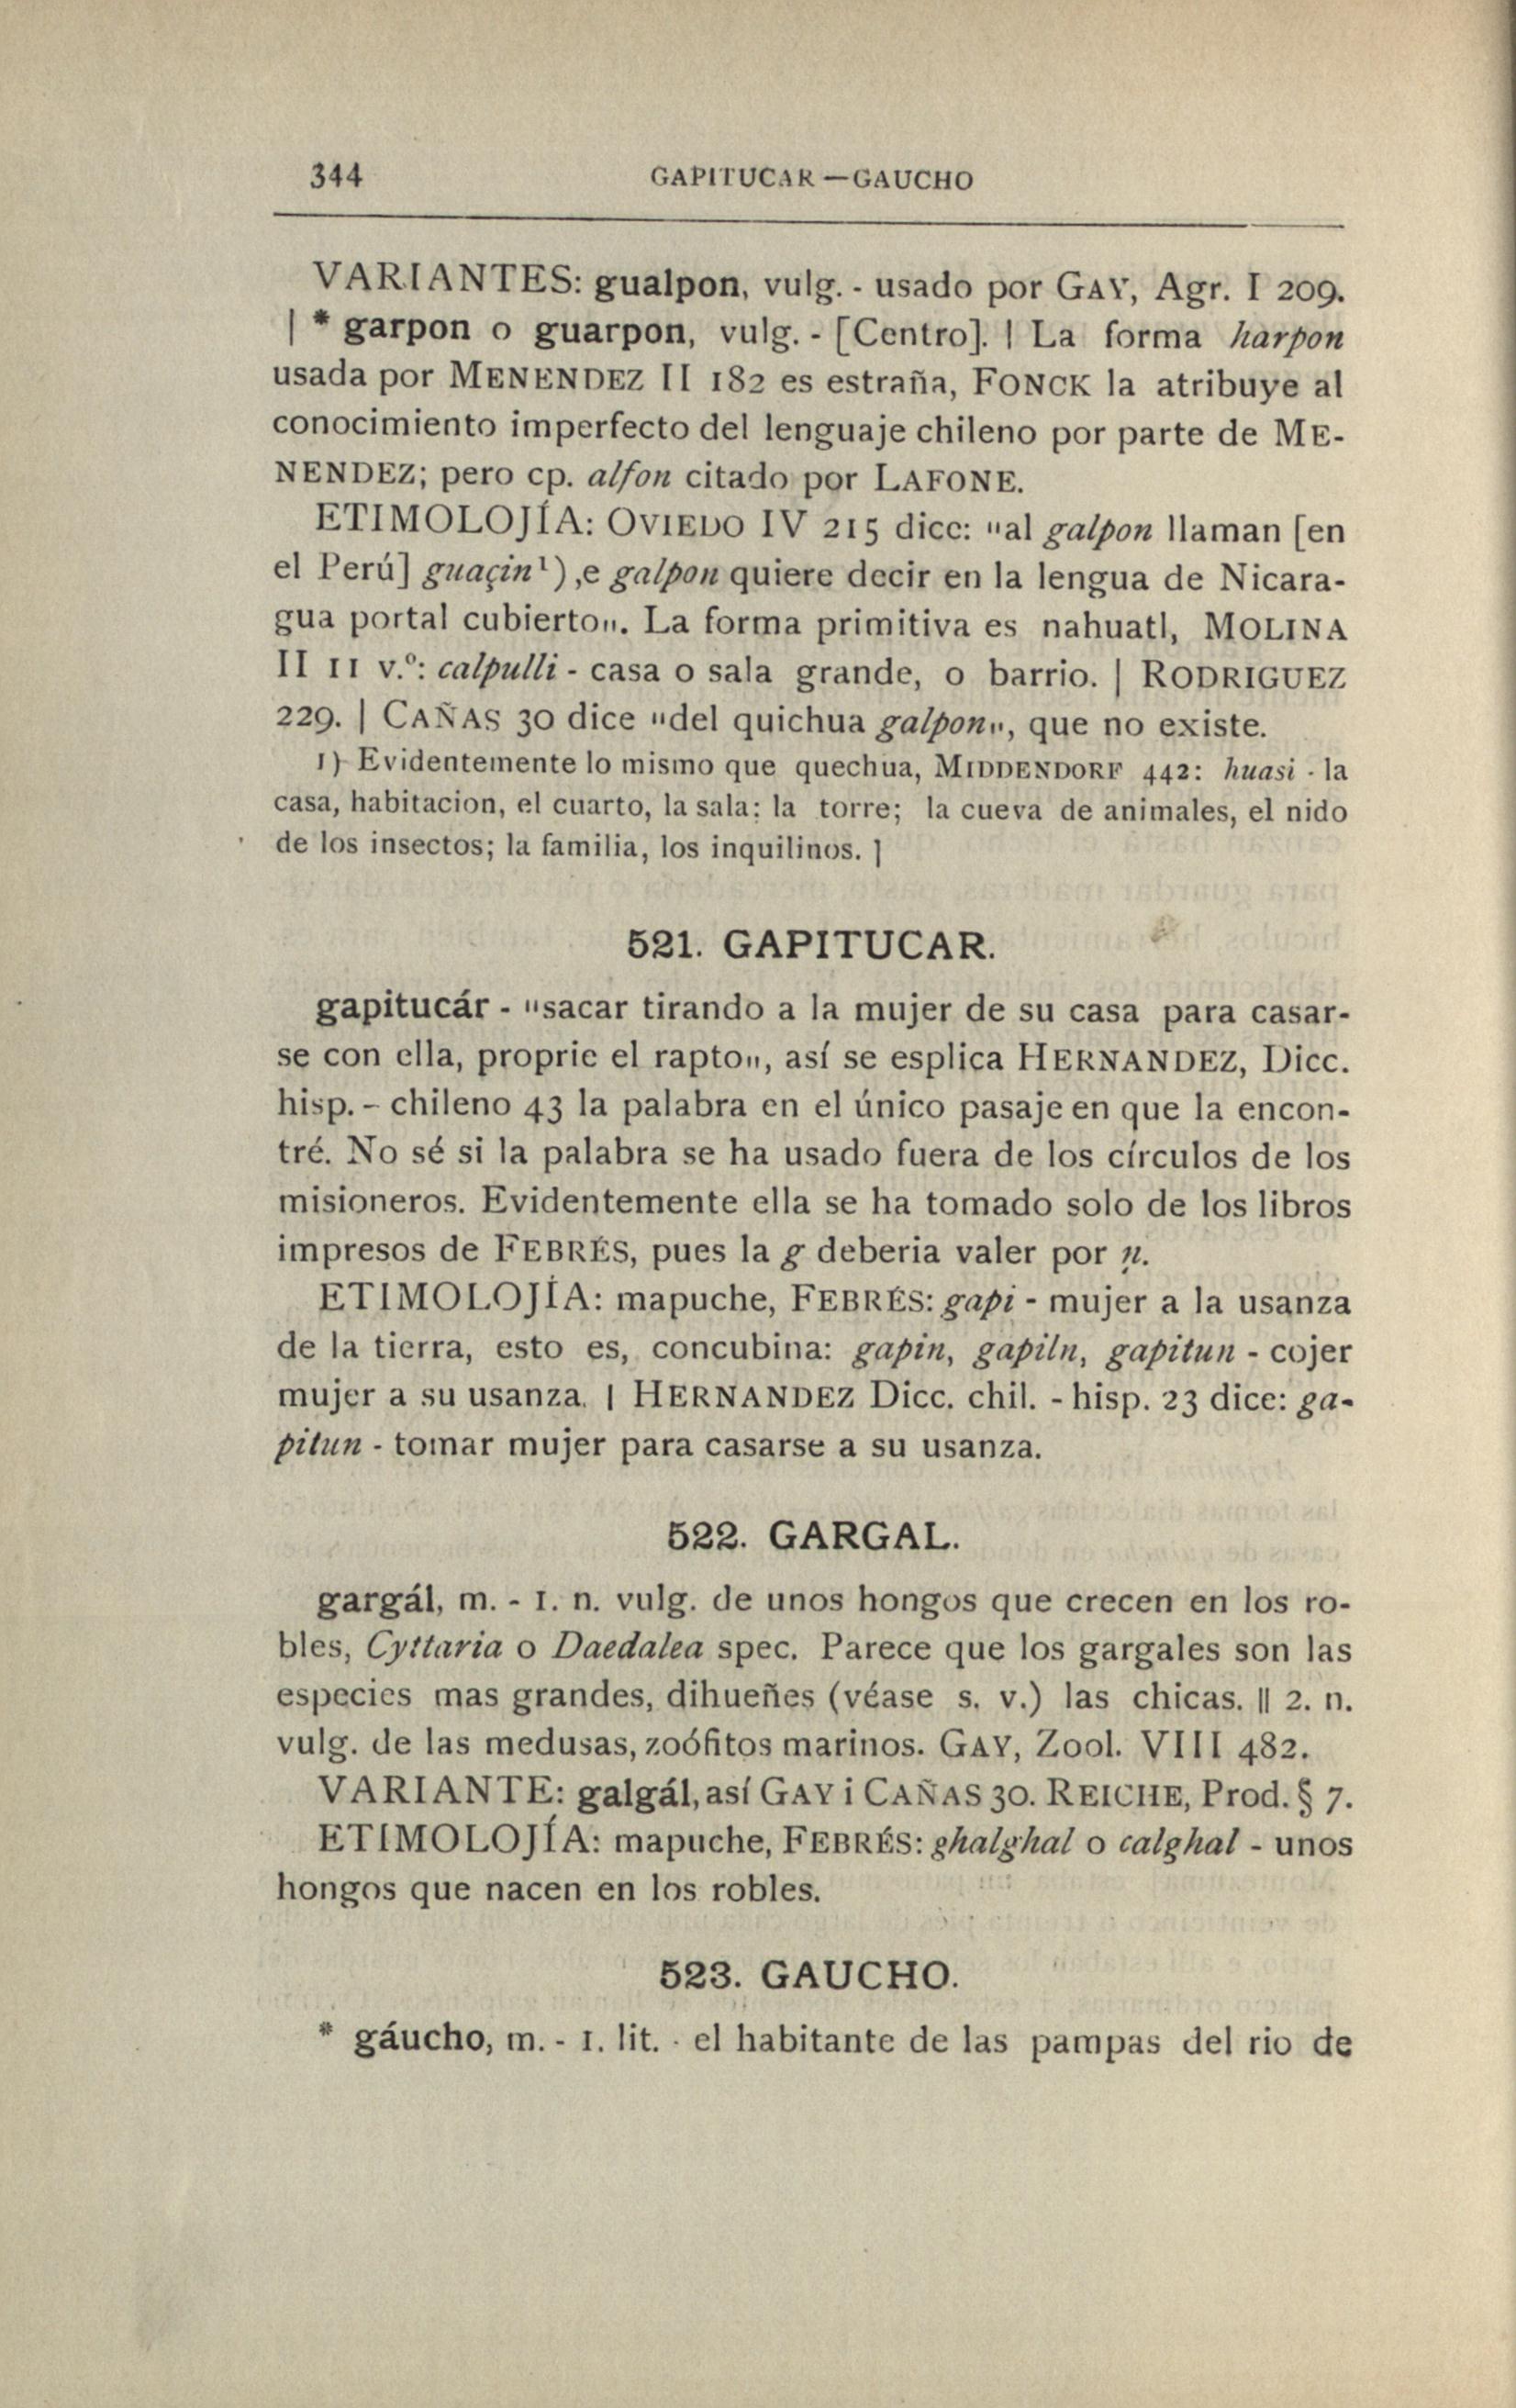 344 GAPITUCAR—GAUCHO
VARIANTES: gualpon, vulg. - usado por GAY, Agr. I 209.
| * garpon o guarpon, vulg. - [Centro]. | La forma harpon
usada por MENENDEZ II 182 es estraña, FONCK la atribuye al
conocimiento imperfecto del lenguaje chileno por parte de ME-
NENDEZ; pero cp. alfon citado por LAFONE.
ETIMOLOJÍA: OVIEDO IV 215 dice: "al galpon llaman [en
el Perú] guaçin¹) ,e galpon quiere decir en la lengua de Nicara-
gua portal cubierto". La forma primitiva es nahuatl, MOLINA
II 11 v.º: calpulli - casa o sala grande, o barrio. | RODRIGUEZ
229. | CAÑAS 30 dice "del quichua galpon", que no existe.
1) Evidentemente lo mismo que quechua, MIDDENDORF 442: huasi - la
casa, habitacion, el cuarto, la sala; la torre; la cueva de animales, el nido
de los insectos; la familia, los inquilinos. ]
521. GAPITUCAR.
gapitucár - "sacar tirando a la mujer de su casa para casar-
se con ella, proprie el rapto", así se esplica HERNANDEZ, Dicc.
hisp. - chileno 43 la palabra en el único pasaje en que la encon-
tré. No sé si la palabra se ha usado fuera de los círculos de los
misioneros. Evidentemente ella se ha tomado solo de los libros
impresos de FEBRÉS, pues la g deberia valer por ṇ.
ETIMOLOJÍA: mapuche, FEBRÉS: gapi - mujer a la usanza
de la tierra, esto es, concubina: gapin, gapiln, gapitun - cojer
mujer a su usanza. | HERNANDEZ Dicc. chil. - hisp. 23 dice: ga-
pitun - tomar mujer para casarse a su usanza.
522. GARGAL.
gargál, m. - 1. n. vulg. de unos hongos que crecen en los ro-
bles, Cyttaria o Daedalea spec. Parece que los gargales son las
especies mas grandes, dihueñes (véase s. v.) las chicas. || 2. n.
vulg. de las medusas, zoófitos marinos. GAY, Zool. VIII 482.
VARIANTE: galgál, así GAY i CAÑAS 30. REICHE, Prod. § 7.
ETIMOLOJÍA: mapuche, FEBRÉS: ghalghal o calghal - unos
hongos que nacen en los robles.
523. GAUCHO.
* gáucho, m. - 1. lit. - el habitante de las pampas del rio de